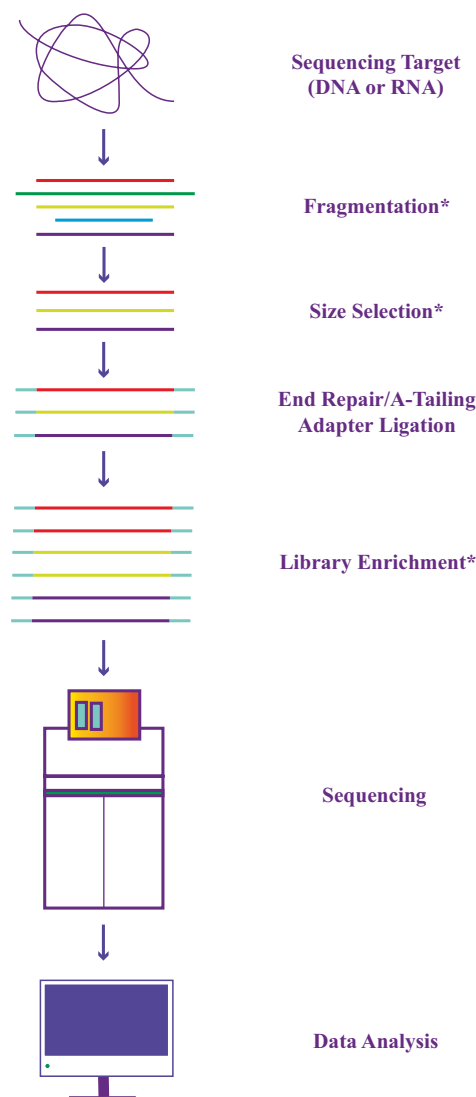 Sequencing Target
(DNA or RNA)
Fragmentation*
Size Selection*
End Repair/A-Tailing
Adapter Ligation
Library Enrichment*
Sequencing
Data Analysis